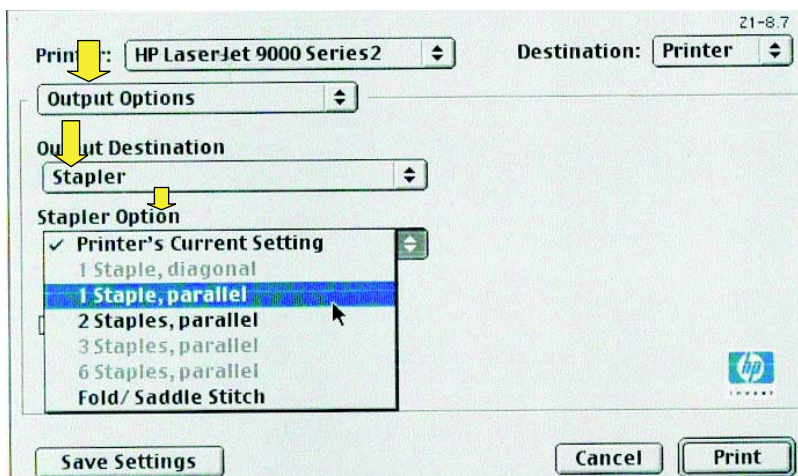 Z1-8.7
Printer: HP LaserJet 9000 Series2 Destination: Printer
Output Options
Output Destination
Stapler
Stapler Option
✓ Printer's Current Setting
1 Staple, diagonal
1 Staple, parallel
2 Staples, parallel
3 Staples, parallel
6 Staples, parallel
Fold/ Saddle Stitch
hp
invent
Save Settings Cancel Print